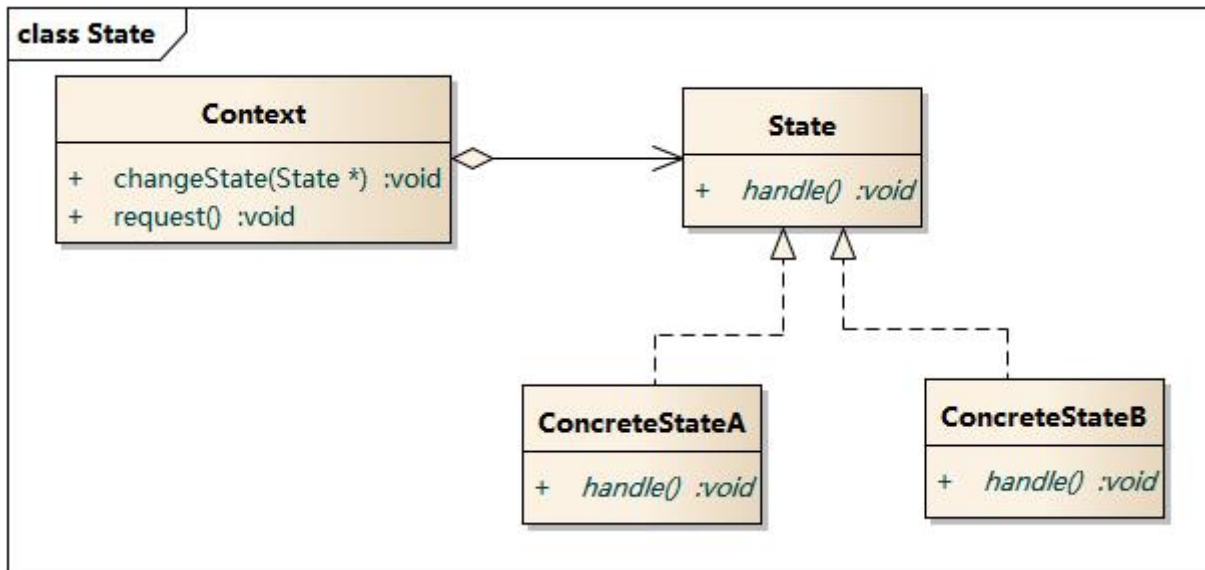 class State
Context
+ changeState(State *) :void
+ request() :void
State
+ handle() :void
ConcreteStateA
+ handle() :void
ConcreteStateB
+ handle() :void